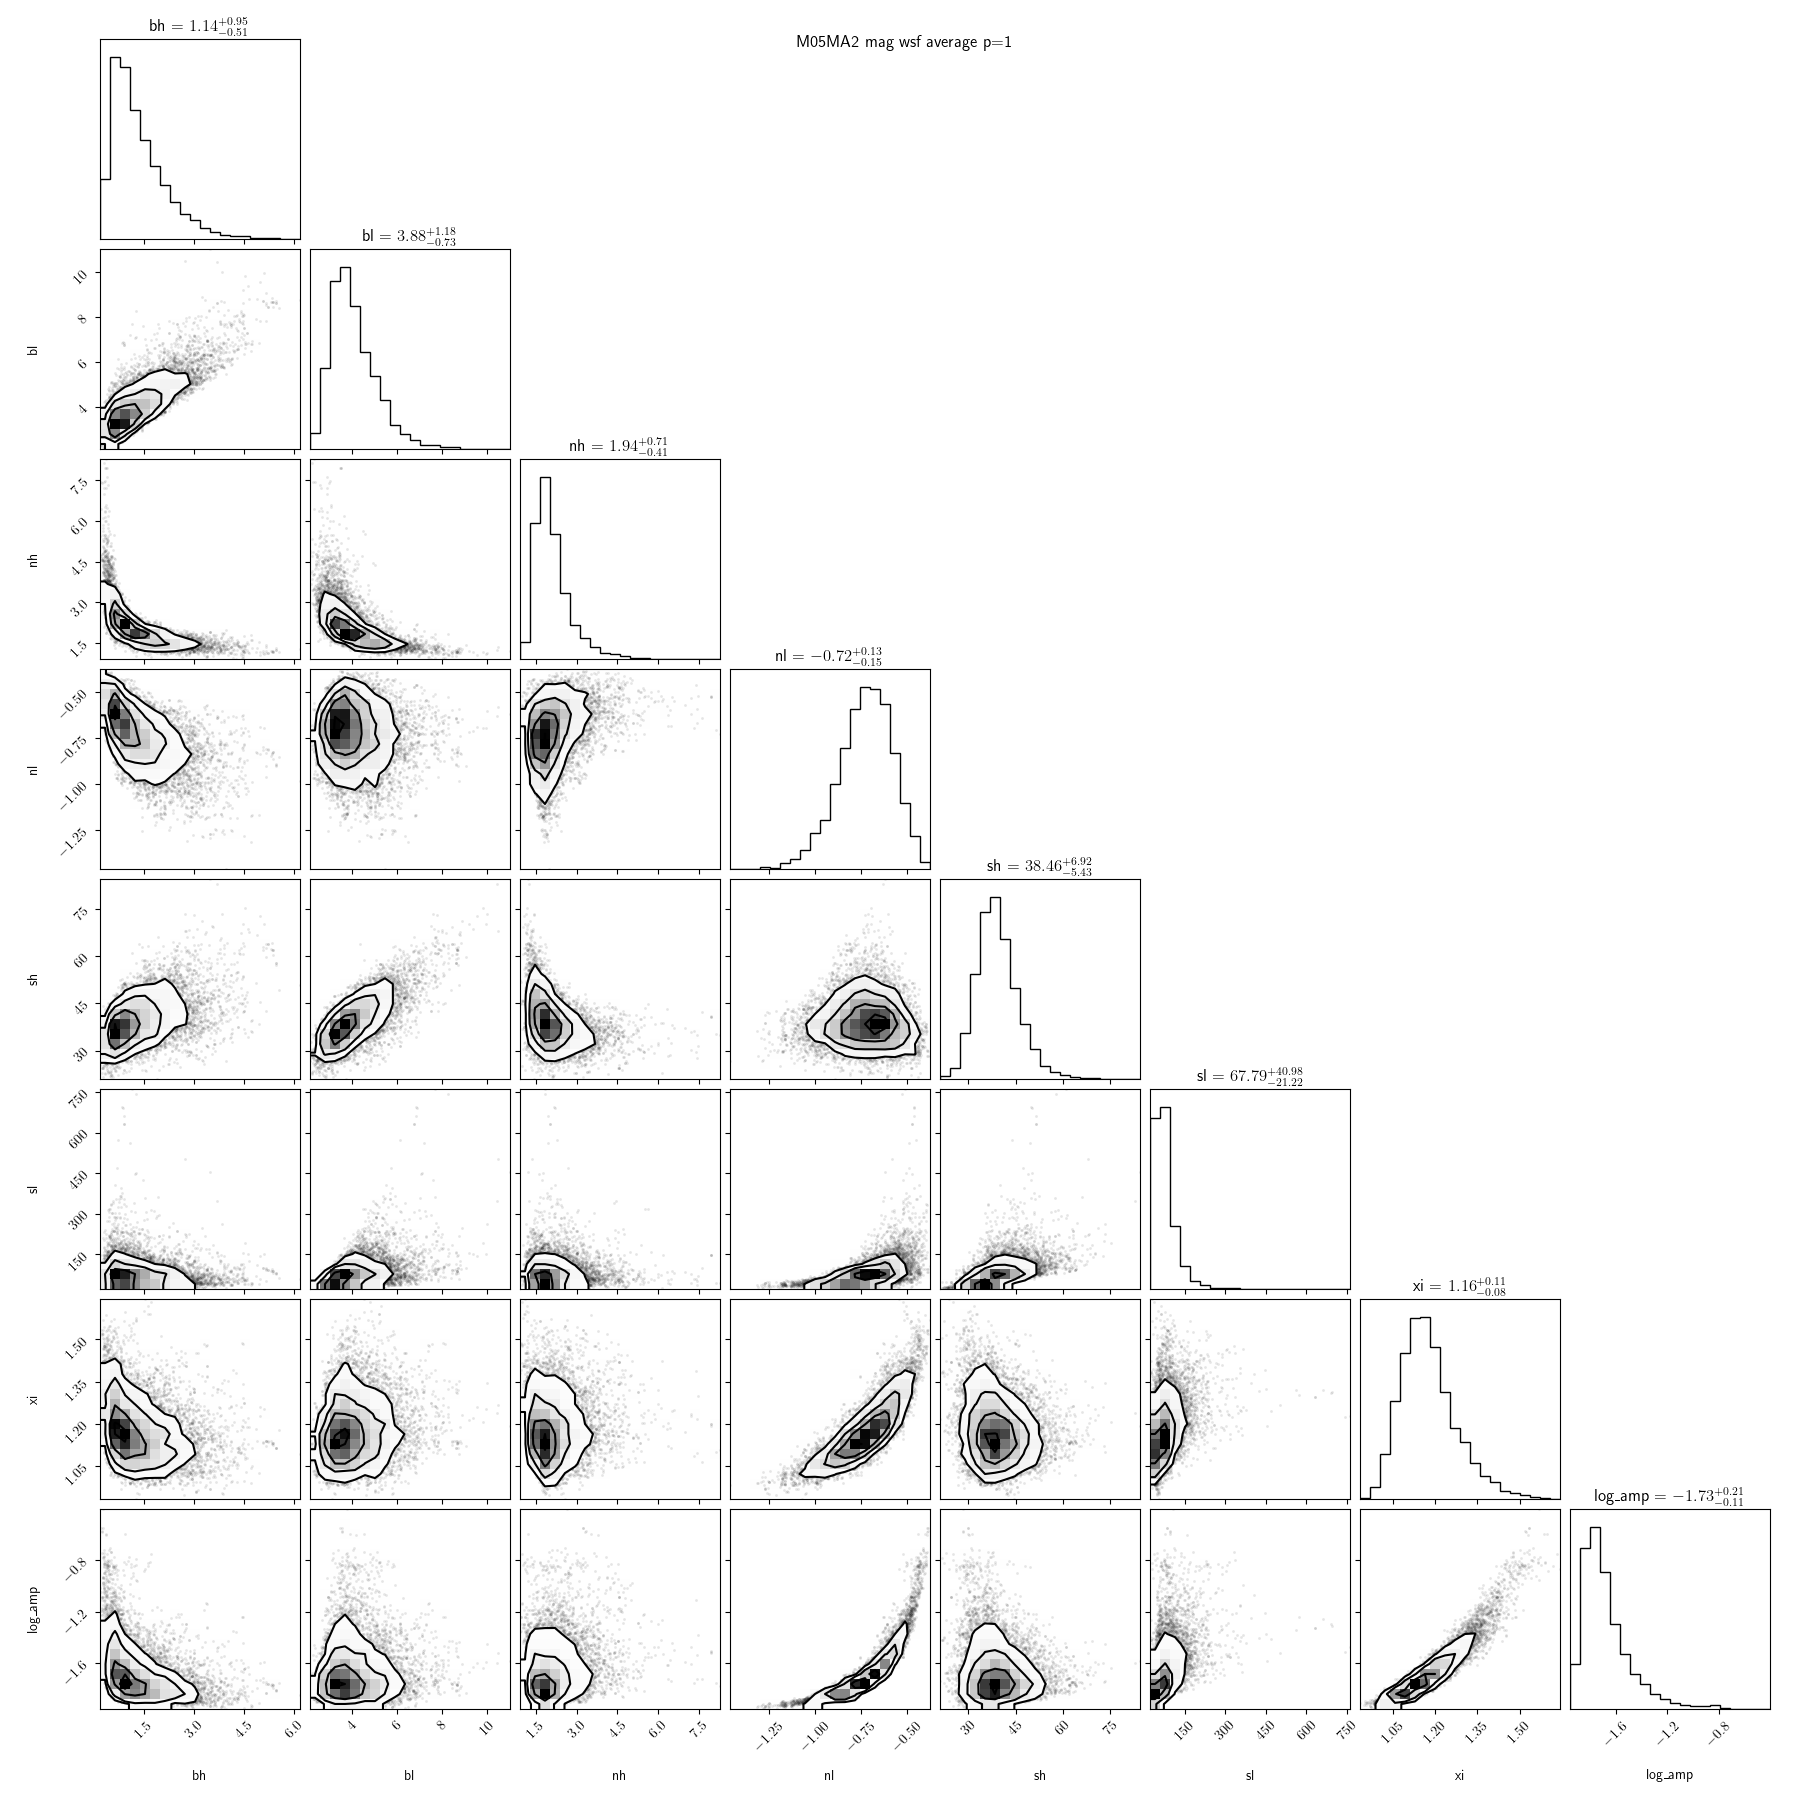 bh = 1.14+0.95−0.51
M05MA2 mag wsf average p=1
bl = 3.88+1.18−0.73
10
8
6
4
bl
nh = 1.94+0.71−0.41
7.5
6.0
4.5
3.0
1.5
nh
nl = −0.72+0.13−0.15
−0.50
−0.75
−1.00
−1.25
nl
sh = 38.46+6.92−5.43
75
60
45
30
sh
sl = 67.79+40.98−21.22
750
600
450
300
150
sl
xi = 1.16+0.11−0.08
1.50
1.35
1.20
1.05
xi
log_amp = −1.73+0.21−0.11
−0.8
−1.2
−1.6
log_amp
1.5 3.0 4.5 6.0 4 6 8 10 1.5 3.0 4.5 6.0 7.5 −1.25 −1.00 −0.75 −0.50 30 45 60 75 150 300 450 600 750 1.05 1.20 1.35 1.50 −1.6 −1.2 −0.8
bh bl nh nl sh sl xi log_amp